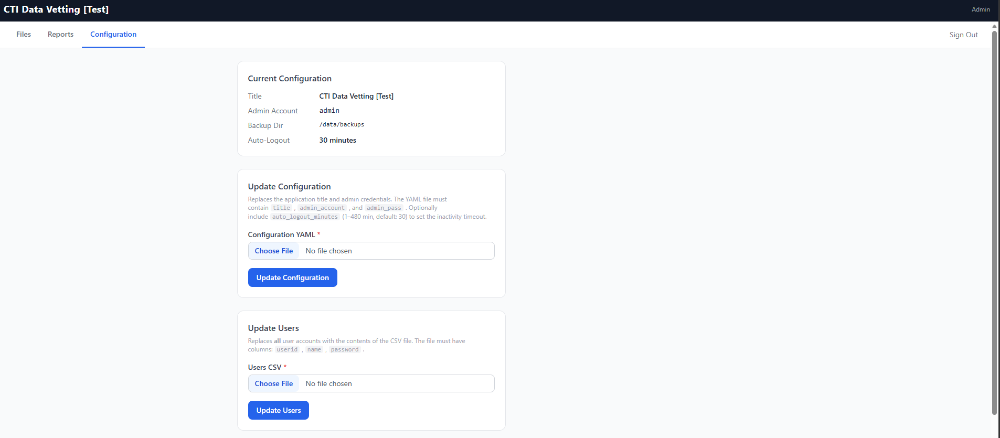 CTI Data Vetting [Test]
Admin
Files
Reports
Configuration
Sign Out
Current Configuration
Title CTI Data Vetting [Test]
Admin Account admin
Backup Dir /data/backups
Auto-Logout 30 minutes
Update Configuration
Replaces the application title and admin credentials. The YAML file must
contain title , admin_account , and admin_pass . Optionally
include auto_logout_minutes (1–480 min, default: 30) to set the inactivity timeout.
Configuration YAML *
Choose File No file chosen
Update Configuration
Update Users
Replaces all user accounts with the contents of the CSV file. The file must have
columns: userid , name , password .
Users CSV *
Choose File No file chosen
Update Users